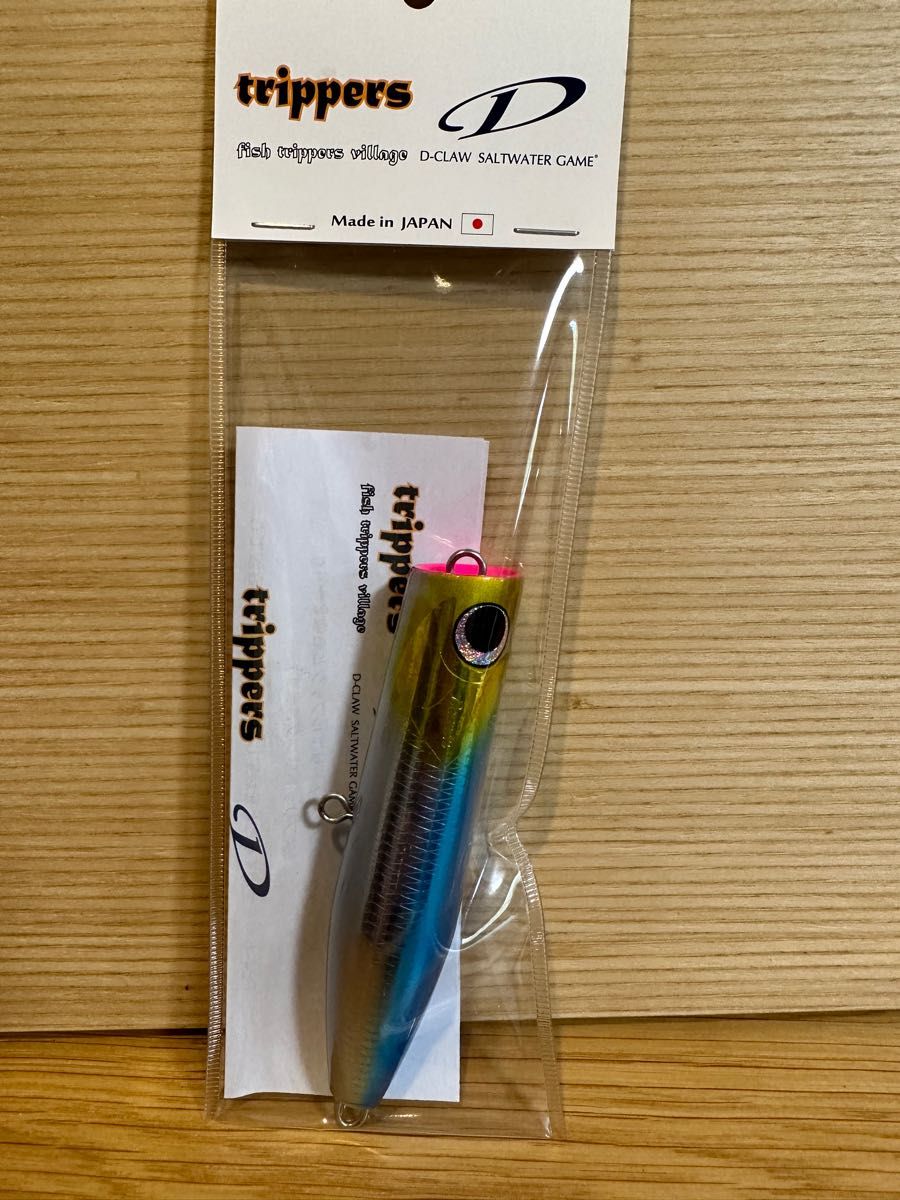 trippers
D
fish trippers village D-CLAW SALTWATER GAME®
Made in JAPAN
trippers
fish trippers village
D-CLAW SALTWATER GAME
trippers
D